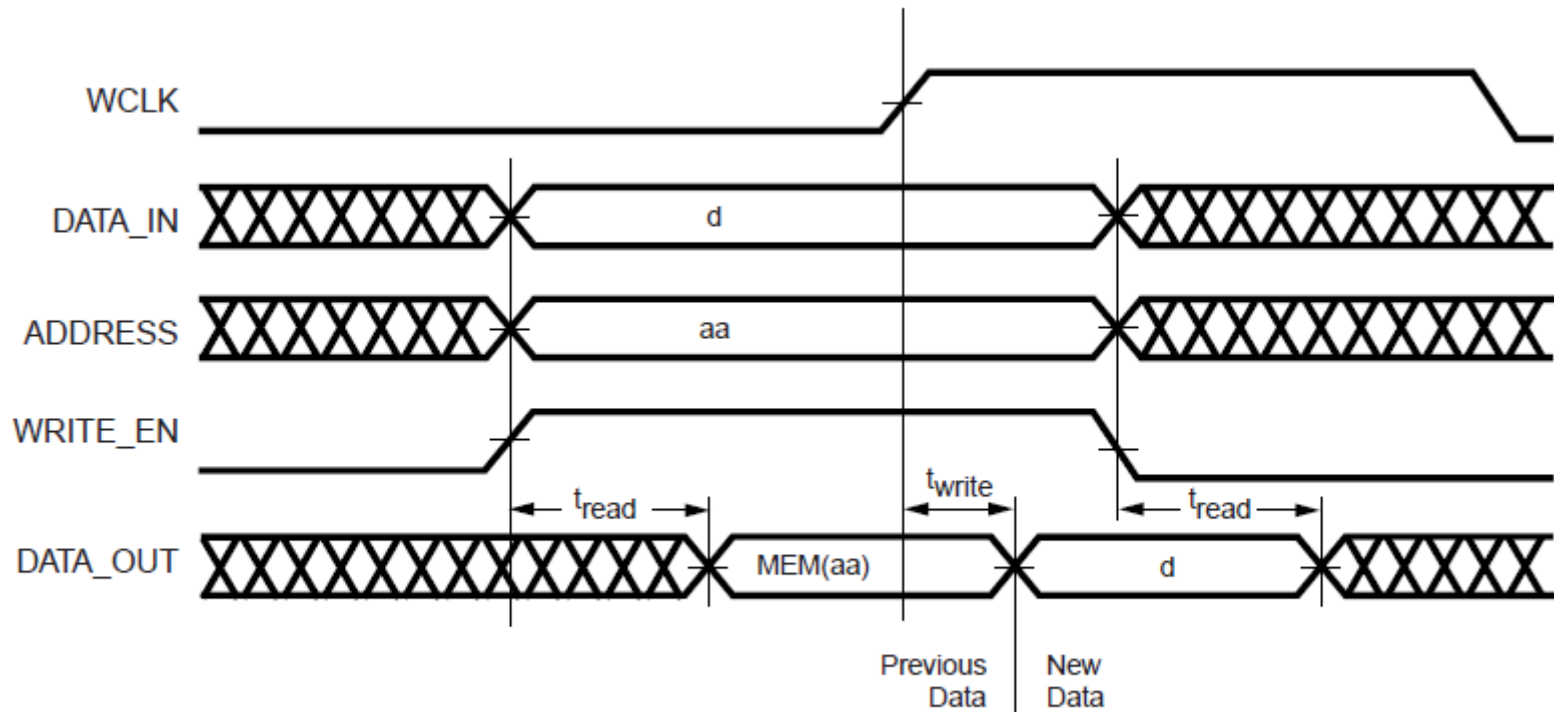 WCLK
DATA_IN
d
ADDRESS
aa
WRITE_EN
tread
twrite
tread
DATA_OUT
MEM(aa)
d
Previous
Data
New
Data